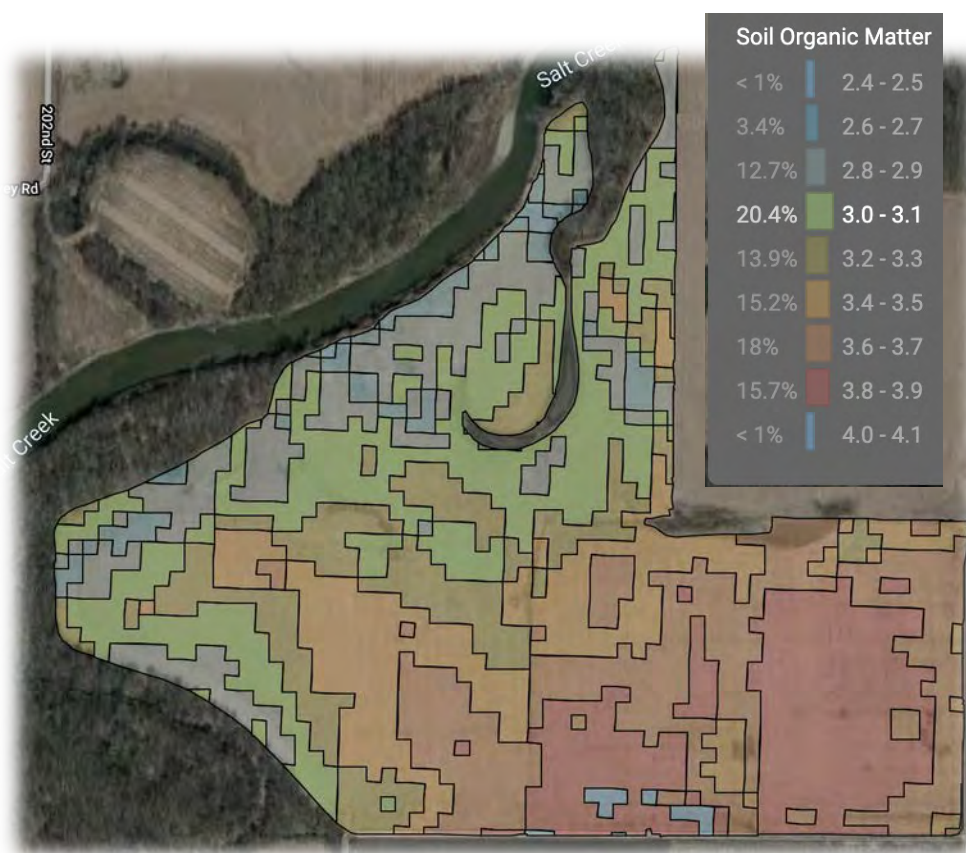 Soil Organic Matter
< 1% 2.4 - 2.5
3.4% 2.6 - 2.7
12.7% 2.8 - 2.9
20.4% 3.0 - 3.1
13.9% 3.2 - 3.3
15.2% 3.4 - 3.5
18% 3.6 - 3.7
15.7% 3.8 - 3.9
< 1% 4.0 - 4.1
Salt Cree
202nd St
ey Rd
t Creek